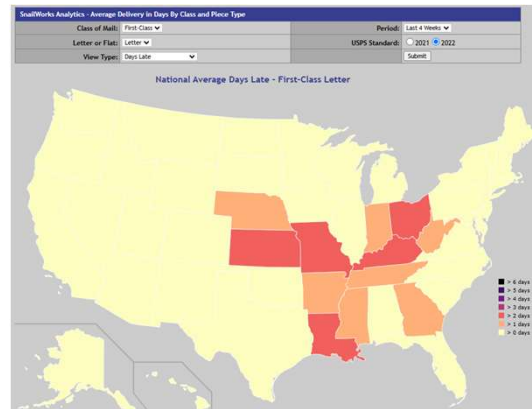 SnailWorks Analytics - Average Delivery in Days By Class and Piece Type
Class of Mail: First-Class Period: Last 4 Weeks
Letter or Flat: Letter USPS Standard: 2021 2022
View Type: Days Late Submit
National Average Days Late - First-Class Letter
> 6 days
> 5 days
> 4 days
> 3 days
> 2 days
> 1 days
> 0 days